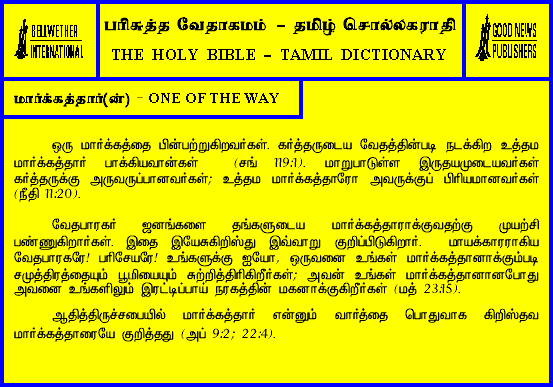 BELLWETHER
INTERNATIONAL
பரிசுத்த வேதாகமம் – தமிழ் சொல்லகராதி
THE HOLY BIBLE – TAMIL DICTIONARY
GOOD NEWS
PUBLISHERS
மார்க்கத்தார்(ன்) – ONE OF THE WAY
ஒரு மார்க்கத்தை பின்பற்றுகிறவர்கள். கர்த்தருடைய வேதத்தின்படி நடக்கிற உத்தம
மார்க்கத்தார் பாக்கியவான்கள் (சங் 119:1). மாறுபாடுள்ள இருதயமுடையவர்கள்
கர்த்தருக்கு அருவருப்பானவர்கள்; உத்தம மார்க்கத்தாரோ அவருக்குப் பிரியமானவர்கள்
(நீதி 11:20).
வேதபாரகர் ஜனங்களை தங்களுடைய மார்க்கத்தாராக்குவதற்கு முயற்சி
பண்ணுகிறார்கள். இதை இயேசுகிறிஸ்து இவ்வாறு குறிப்பிடுகிறார். மாயக்காரராகிய
வேதபாரகரே! பரிசேயரே! உங்களுக்கு ஐயோ, ஒருவனை உங்கள் மார்க்கத்தானாக்கும்படி
சமுத்திரத்தையும் பூமியையும் சுற்றித்திரிகிறீர்கள்; அவன் உங்கள் மார்க்கத்தானானபோது
அவனை உங்களிலும் இரட்டிப்பாய் நரகத்தின் மகனாக்குகிறீர்கள் (மத் 23:15).
ஆதித்திருச்சபையில் மார்க்கத்தார் என்னும் வார்த்தை பொதுவாக கிறிஸ்தவ
மார்க்கத்தாரையே குறித்தது (அப் 9:2; 22:4).